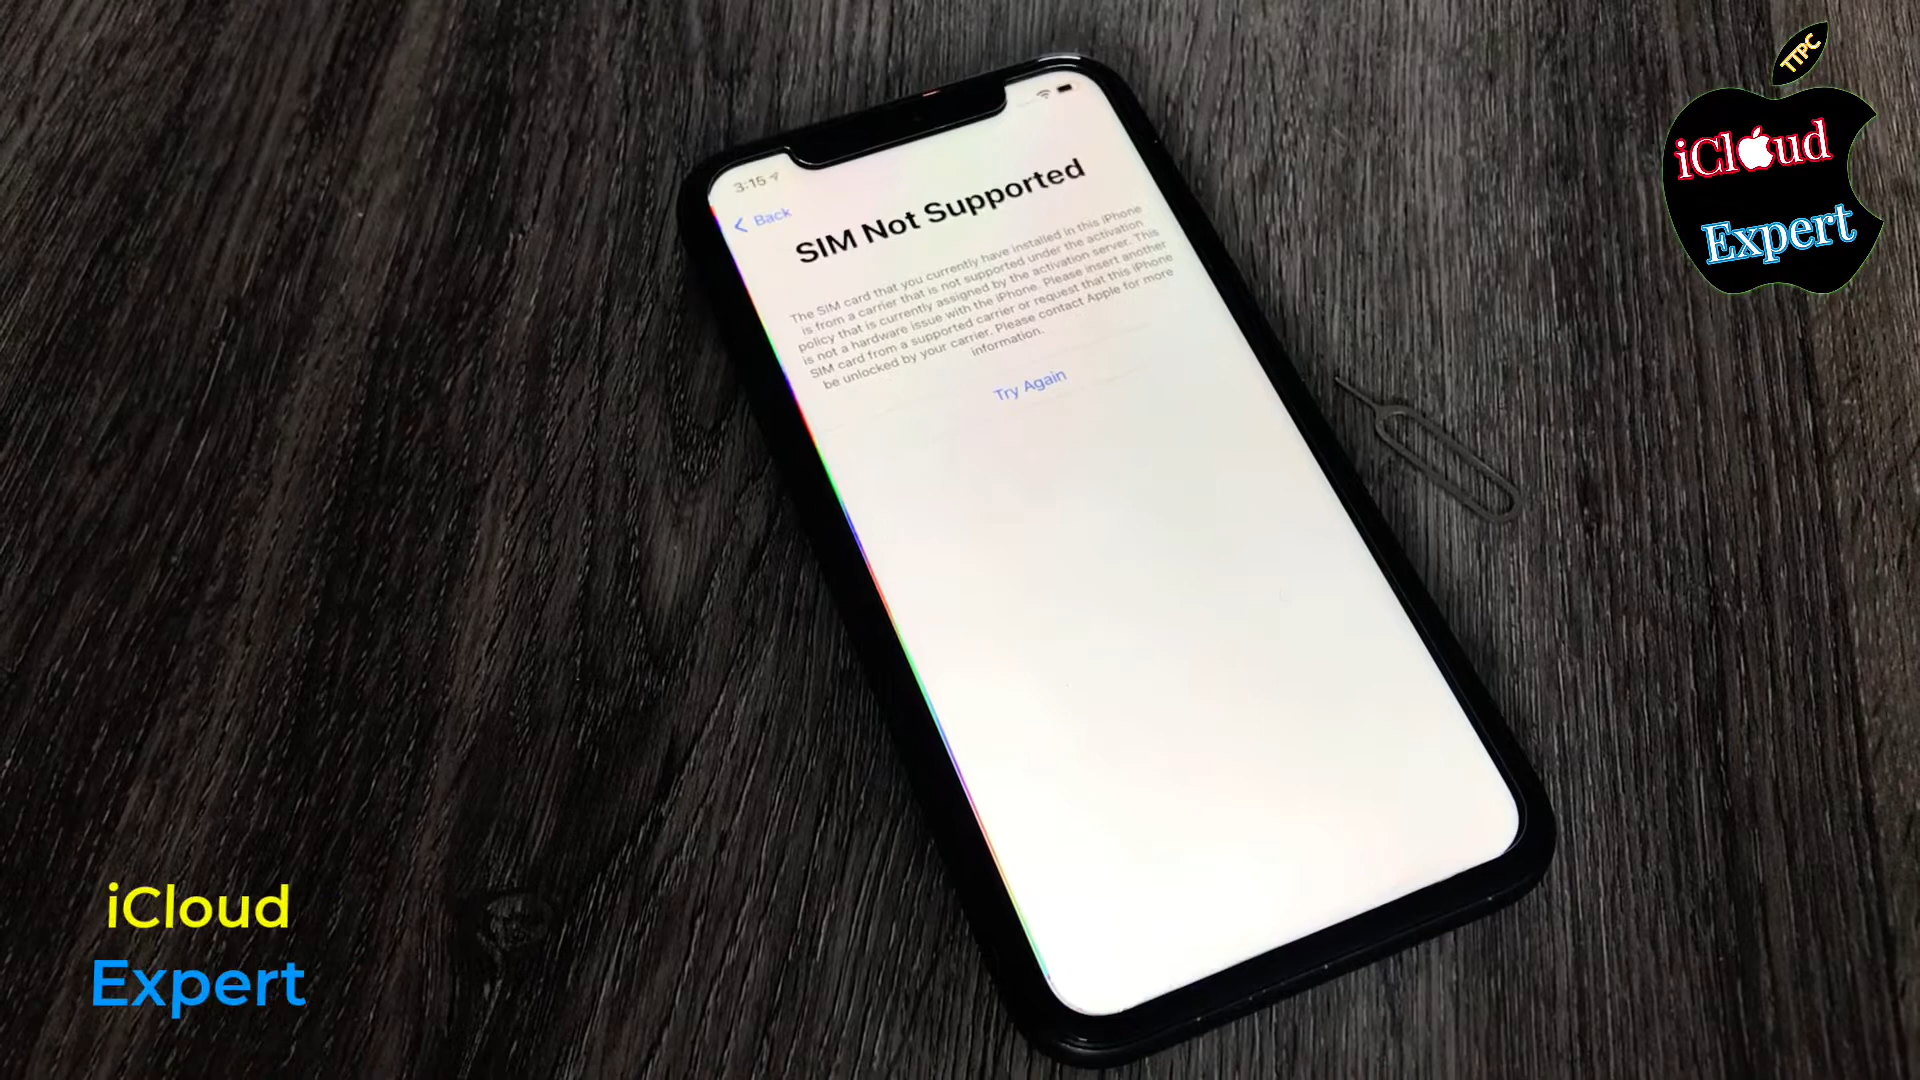 TTPC
iCloud
Expert
3:15
Back
SIM Not Supported
The SIM card that you currently have installed in this iPhone
is from a carrier that is not supported under the activation
policy that is currently assigned by the activation server. This
is not a hardware issue with the iPhone. Please insert another
SIM card from a supported carrier or request that this iPhone
be unlocked by your carrier. Please contact Apple for more
information.
Try Again
iCloud
Expert